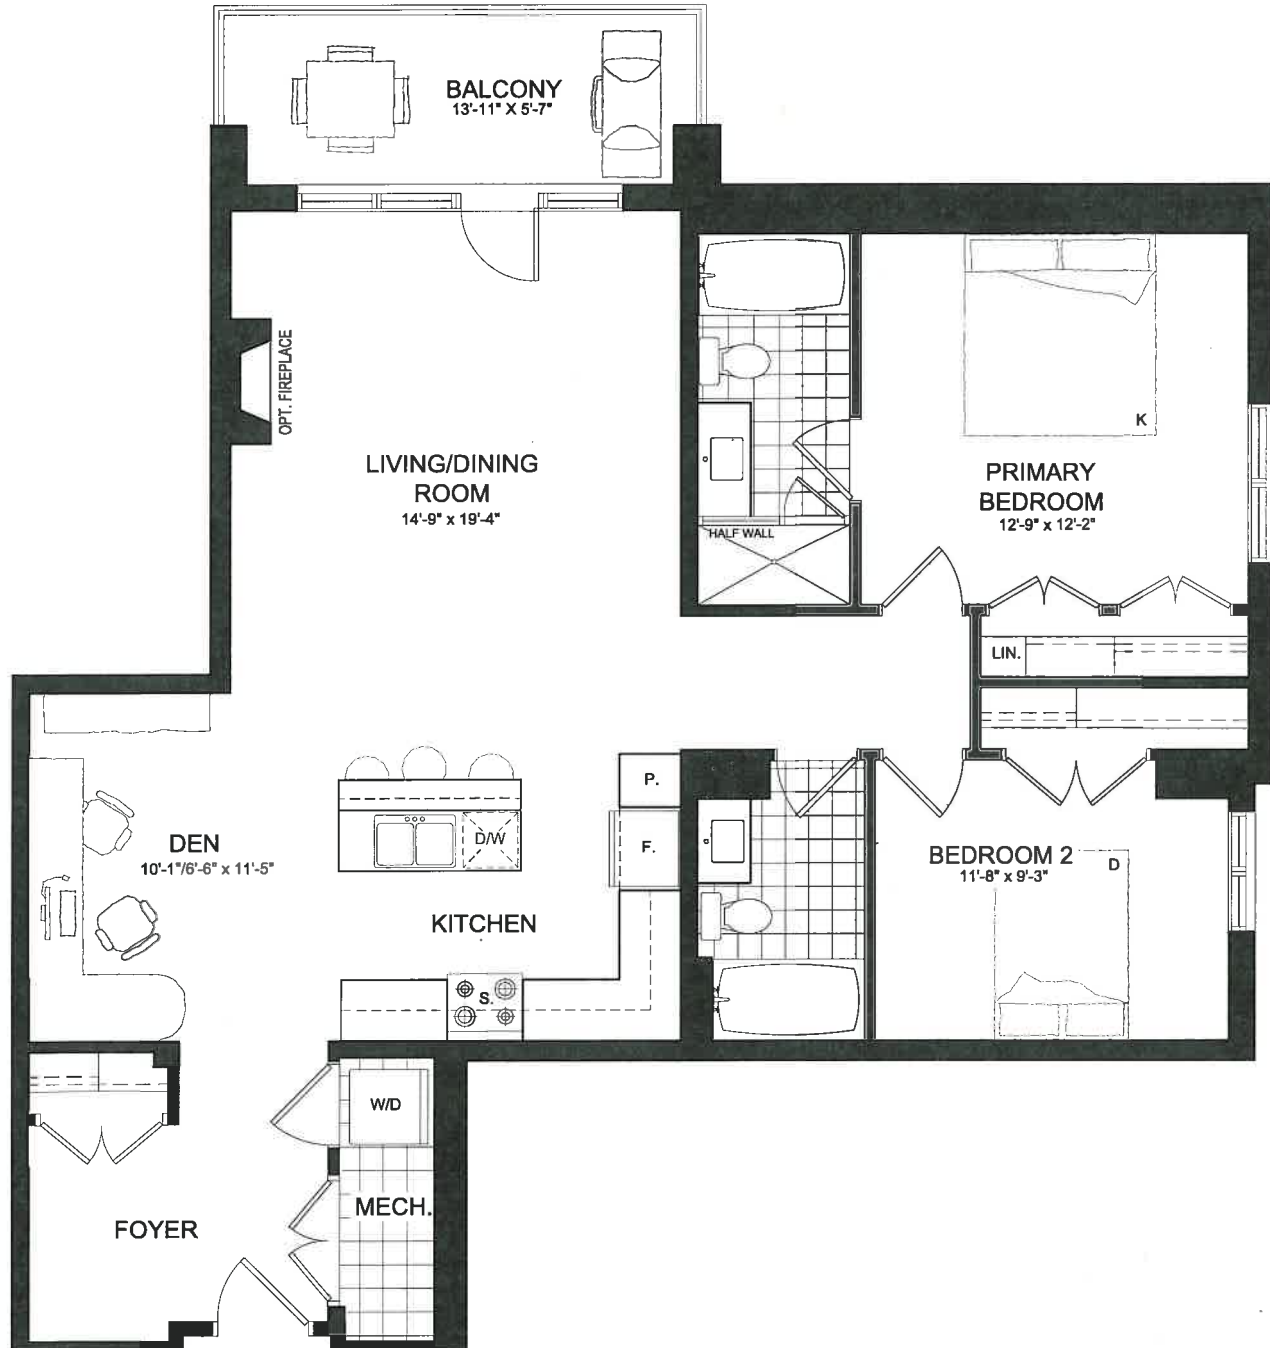 BALCONY
13'-11" X 5'-7"
OPT. FIREPLACE
LIVING/DINING
ROOM
14'-9" x 19'-4"
HALF WALL
K
PRIMARY
BEDROOM
12'-9" x 12'-2"
LIN.
P.
F.
D/W
DEN
10'-1"/6'-6" x 11'-5"
KITCHEN
S.
BEDROOM 2
11'-8" x 9'-3"
D
W/D
MECH.
FOYER